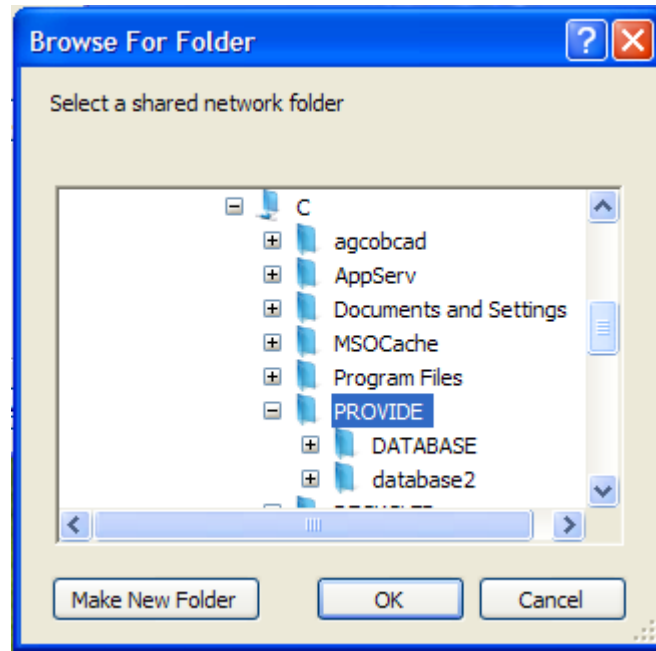 Browse For Folder
Select a shared network folder
C
agcobcad
AppServ
Documents and Settings
MSOCache
Program Files
PROVIDE
DATABASE
database2
Make New Folder
OK
Cancel